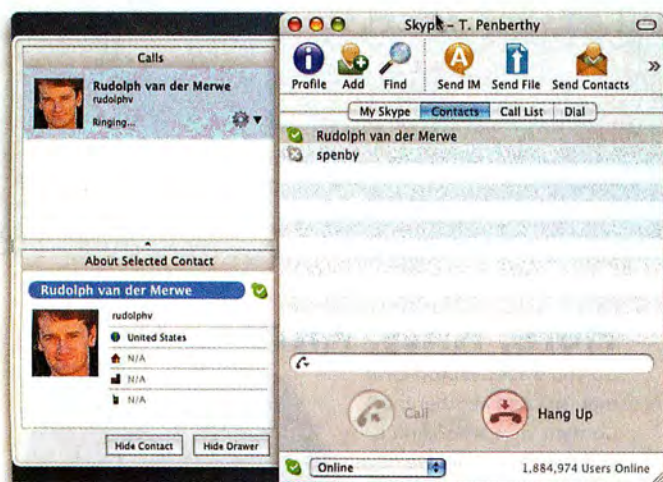 Calls
Rudolph van der Merwe
rudolphv
Ringing...
About Selected Contact
Rudolph van der Merwe
rudolphv
United States
N/A
N/A
N/A
Hide Contact
Hide Drawer
Skype - T. Penberthy
Profile Add Find Send IM Send File Send Contacts »
My Skype Contacts Call List Dial
Rudolph van der Merwe
spenby
Call
Hang Up
Online
1,884,974 Users Online